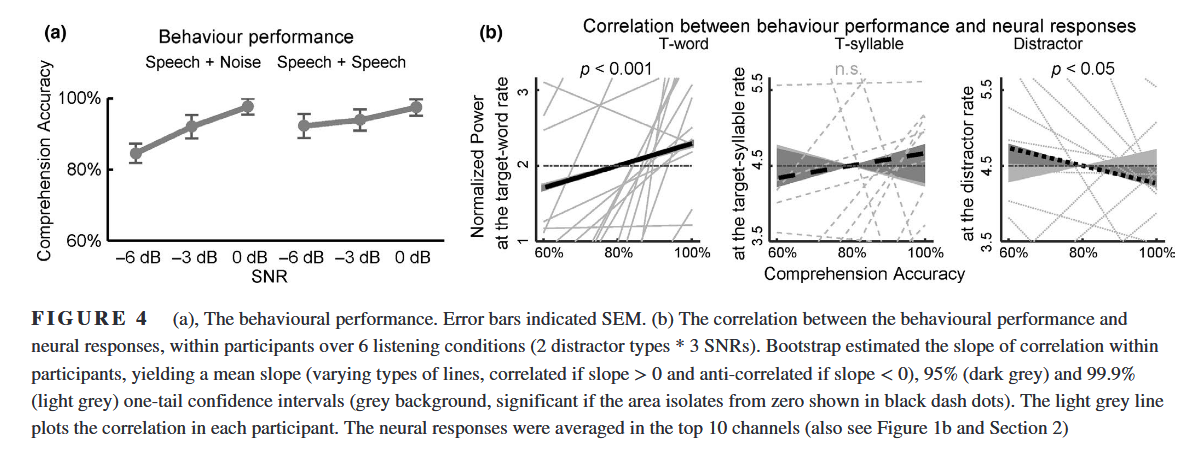 (a)
Behaviour performance
Speech + Noise Speech + Speech
Comprehension Accuracy
100%
80%
60%
–6 dB –3 dB 0 dB –6 dB –3 dB 0 dB
SNR
(b)
Correlation between behaviour performance and neural responses
T-word
p < 0.001
Normalized Power
at the target-word rate
3
2
1
60% 80% 100%
T-syllable
n.s.
at the target-syllable rate
5.5
4.5
3.5
60% 80% 100%
Comprehension Accuracy
Distractor
p < 0.05
at the distractor rate
5.5
4.5
3.5
60% 80% 100%
FIGURE 4 (a), The behavioural performance. Error bars indicated SEM. (b) The correlation between the behavioural performance and
neural responses, within participants over 6 listening conditions (2 distractor types * 3 SNRs). Bootstrap estimated the slope of correlation within
participants, yielding a mean slope (varying types of lines, correlated if slope > 0 and anti-correlated if slope < 0), 95% (dark grey) and 99.9%
(light grey) one-tail confidence intervals (grey background, significant if the area isolates from zero shown in black dash dots). The light grey line
plots the correlation in each participant. The neural responses were averaged in the top 10 channels (also see Figure 1b and Section 2)